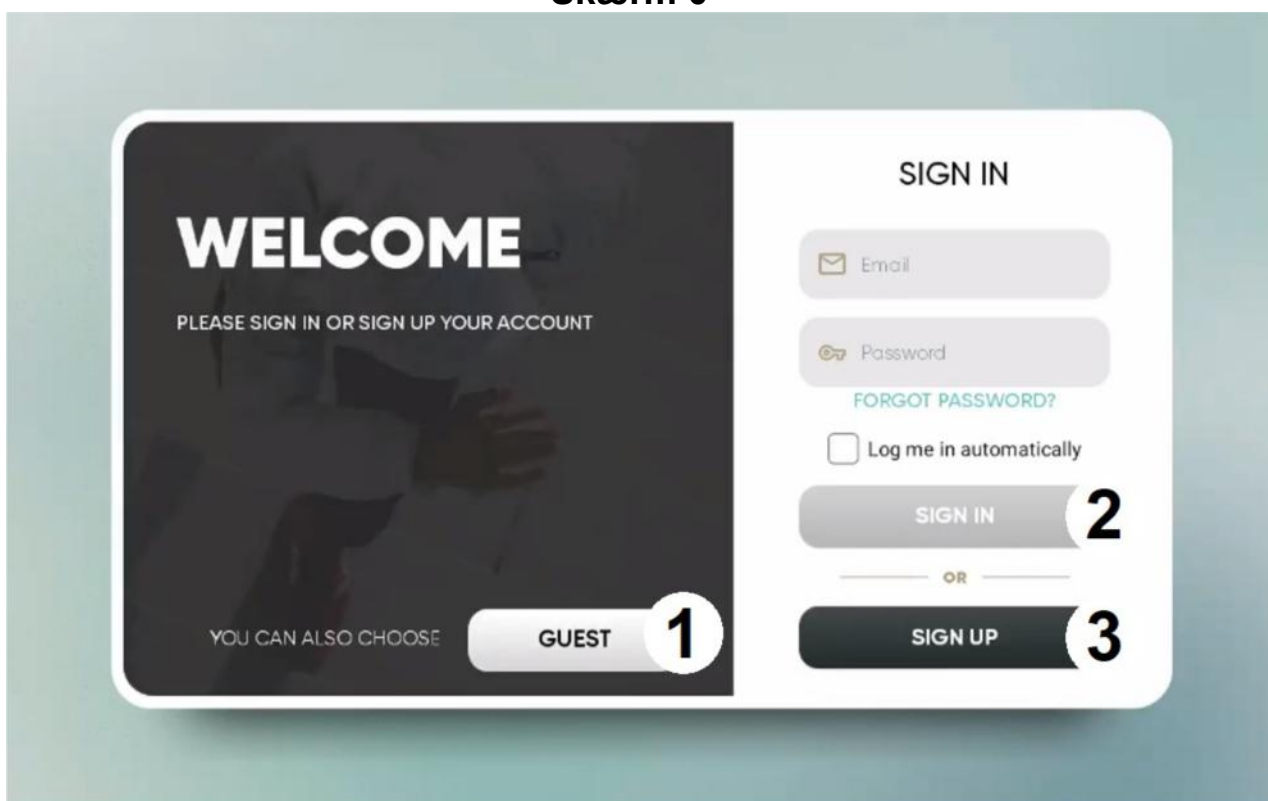 WELCOME
PLEASE SIGN IN OR SIGN UP YOUR ACCOUNT
YOU CAN ALSO CHOOSE
GUEST
1
SIGN IN
Email
Password
FORGOT PASSWORD?
Log me in automatically
SIGN IN
2
OR
SIGN UP
3